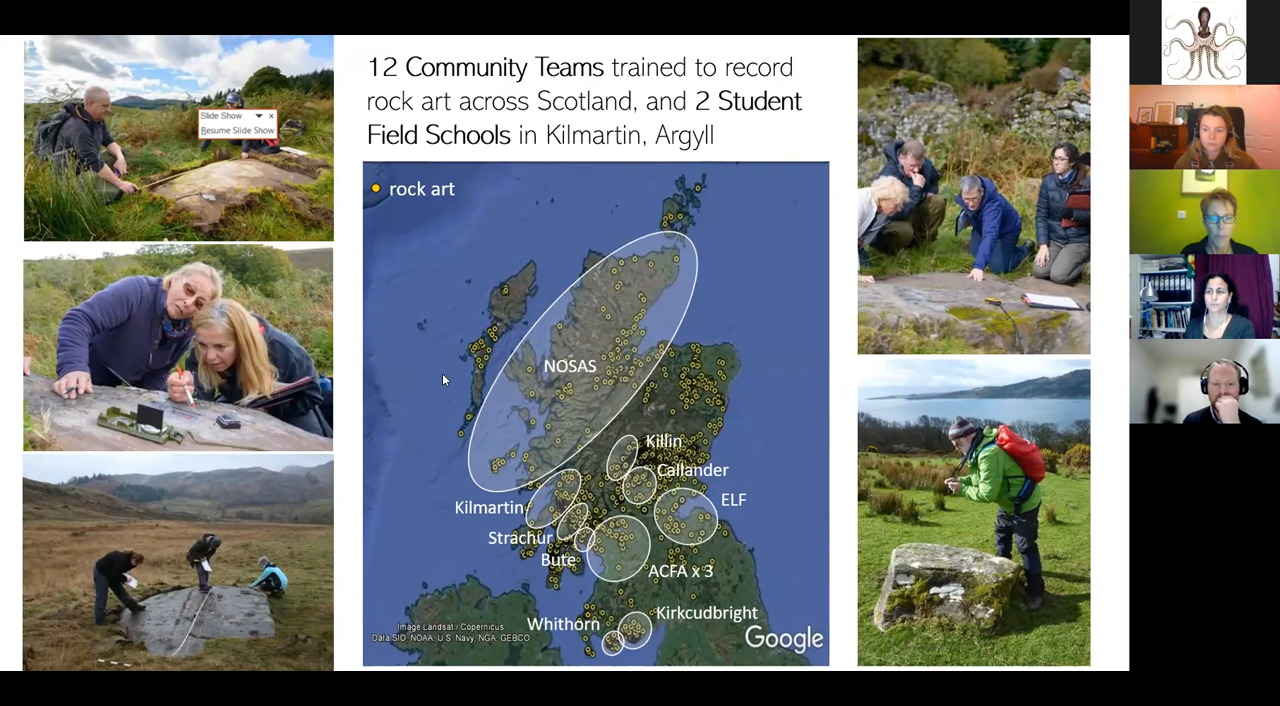 12 Community Teams trained to record
rock art across Scotland, and 2 Student
Field Schools in Kilmartin, Argyll
Slide Show
Resume Slide Show
rock art
NOSAS
Killin
Callander
Kilmartin
ELF
Strachur
Bute
ACFA x 3
Kirkcudbright
Whithorn
Image Landsat / Copernicus
Data SIO, NOAA, U.S. Navy, NGA, GEBCO
Google